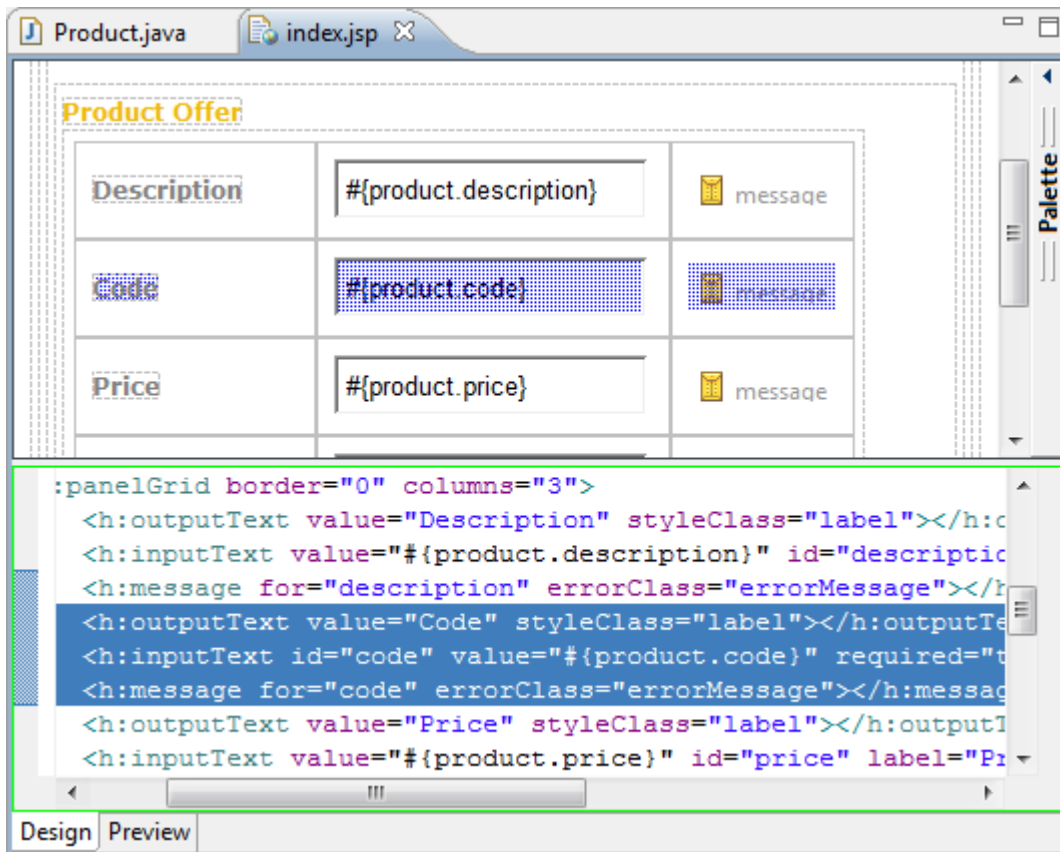 Product.java index.jsp
Product Offer
Description #{product.description} message
Code #{product.code} message
Price #{product.price} message
Palette
:panelGrid border="0" columns="3">
<h:outputText value="Description" styleClass="label"></h:o
<h:inputText value="#{product.description}" id="descriptio
<h:message for="description" errorClass="errorMessage"></h
<h:outputText value="Code" styleClass="label"></h:outputTe
<h:inputText id="code" value="#{product.code}" required="t
<h:message for="code" errorClass="errorMessage"></h:messag
<h:outputText value="Price" styleClass="label"></h:outputT
<h:inputText value="#{product.price}" id="price" label="Pr
Design Preview